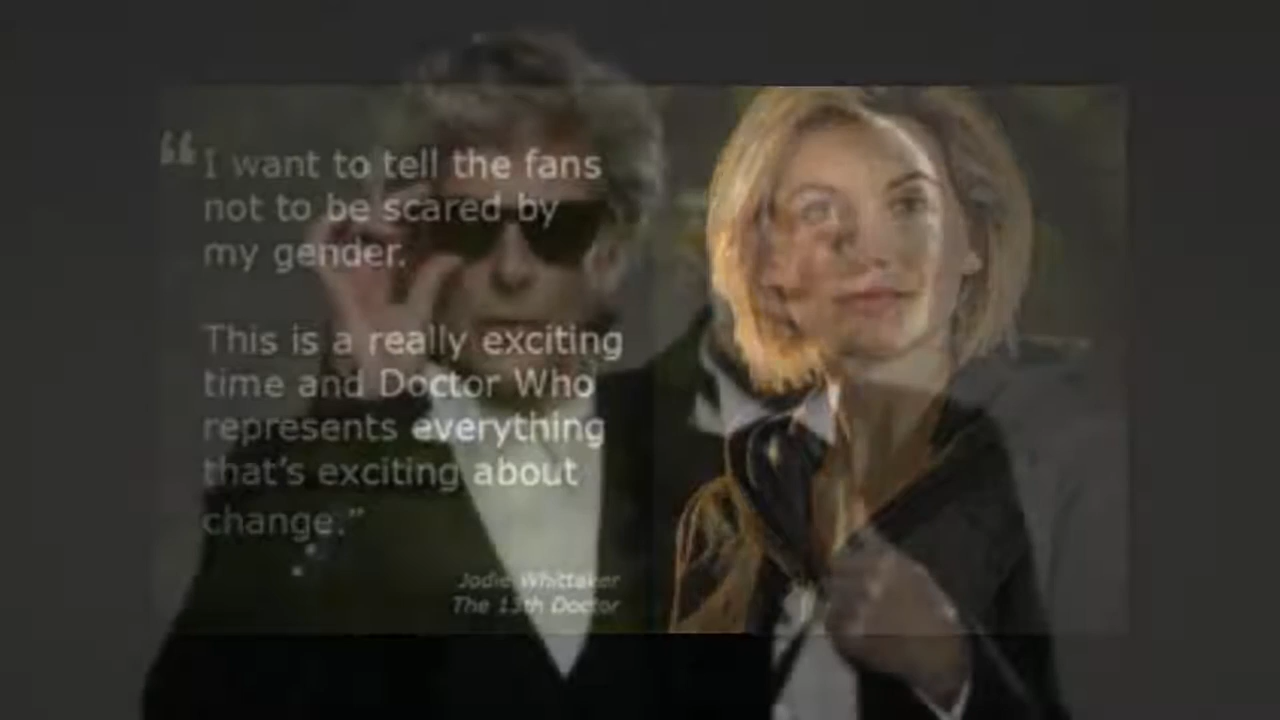 “I want to tell the fans
not to be scared by
my gender.
This is a really exciting
time and Doctor Who
represents everything
that’s exciting about
change.”
Jodie Whittaker
The 13th Doctor